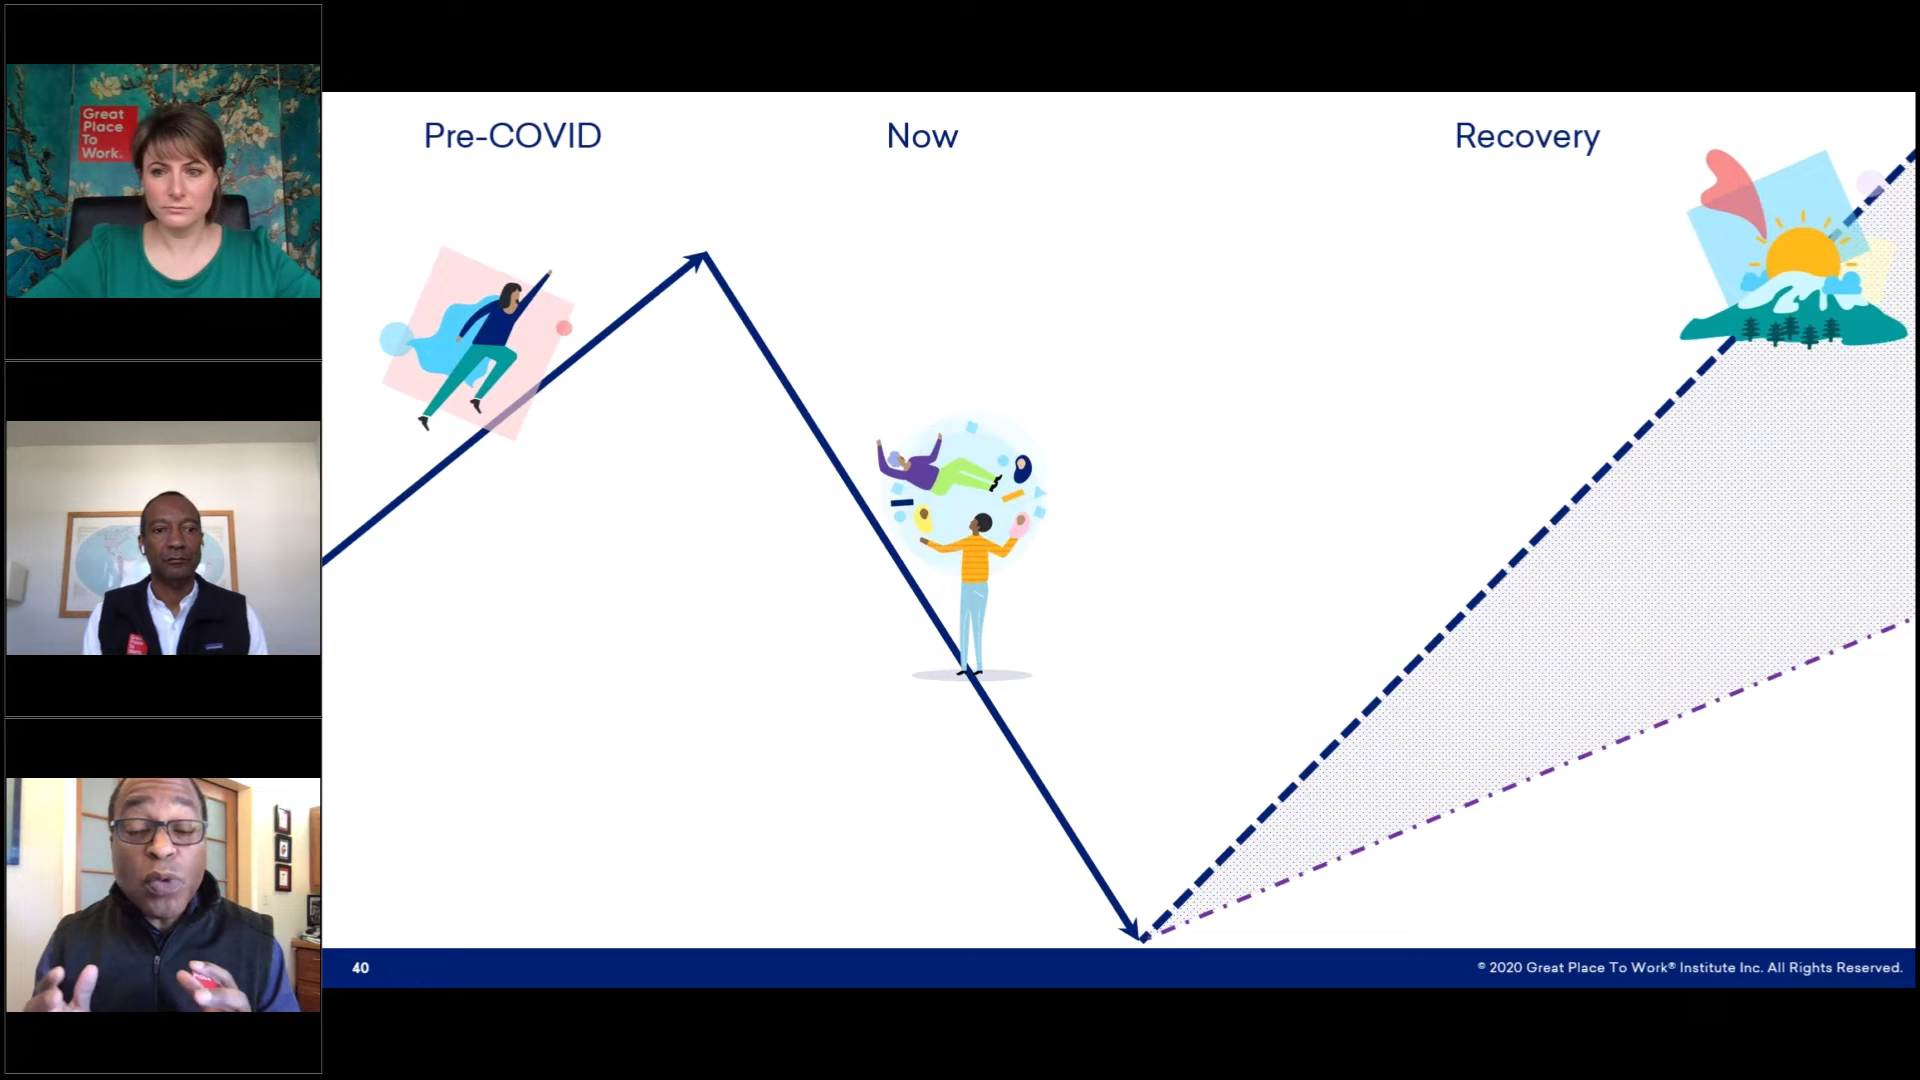 Great
Place
To
Work.
Pre-COVID
Now
Recovery
40
© 2020 Great Place To Work® Institute Inc. All Rights Reserved.